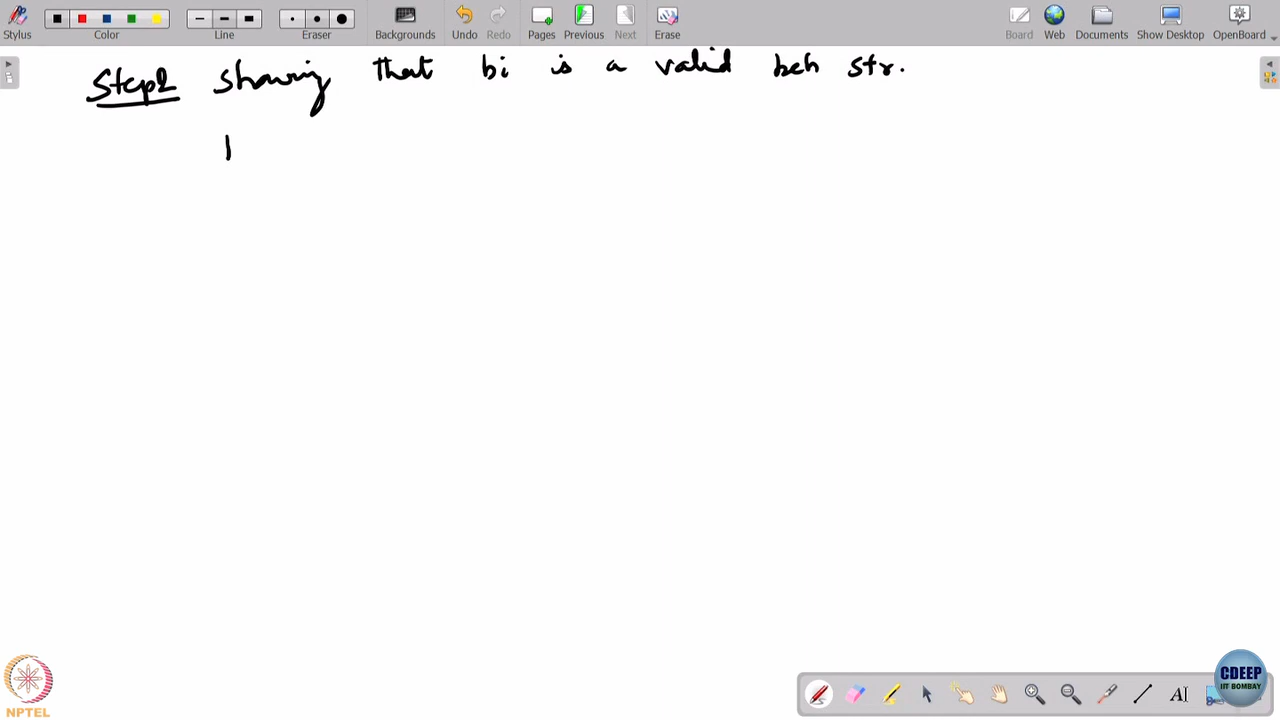 Stylus Color Line Eraser Backgrounds Undo Redo Pages Previous Next Erase Board Web Documents Show Desktop OpenBoard
Step2 showing that bi is a valid beh str.
NPTEL
CDEEP
IIT BOMBAY